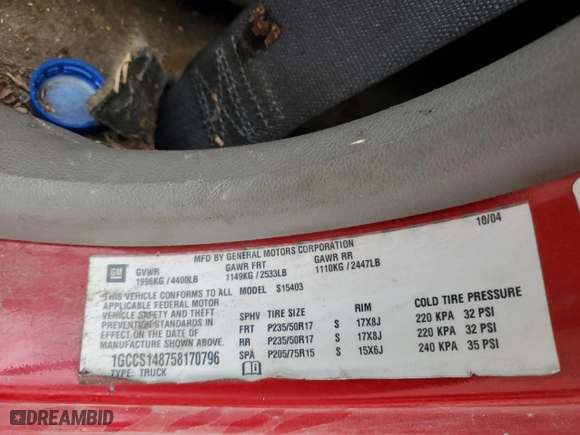 10/04
MFD BY GENERAL MOTORS CORPORATION
GM GVWR GAWR FRT GAWR RR
1996KG / 4400LB 1149KG / 2533LB 1110KG / 2447LB
THIS VEHICLE CONFORMS TO ALL MODEL S15403
APPLICABLE FEDERAL MOTOR
VEHICLE SAFETY AND THEFT
PREVENTION STANDARDS IN
EFFECT ON THE DATE OF
MANUFACTURE SHOWN ABOVE.
SPHV TIRE SIZE RIM COLD TIRE PRESSURE
FRT P235/50R17 S 17X8J 220 KPA 32 PSI
RR P235/50R17 S 17X8J 220 KPA 32 PSI
SPA P205/75R15 S 15X6J 240 KPA 35 PSI
1GCCS148758170796
TYPE: TRUCK
DREAMBID